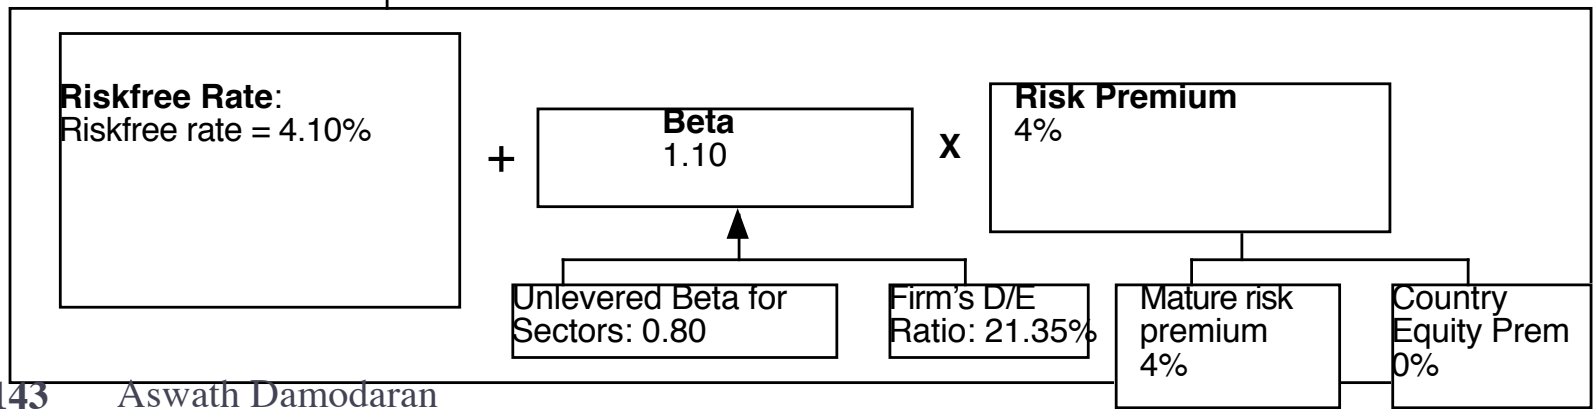 Riskfree Rate:
Riskfree rate = 4.10%
+
Beta
1.10
X
Risk Premium
4%
Unlevered Beta for
Sectors: 0.80
Firm's D/E
Ratio: 21.35%
Mature risk
premium
4%
Country
Equity Prem
0%
143 Aswath Damodaran